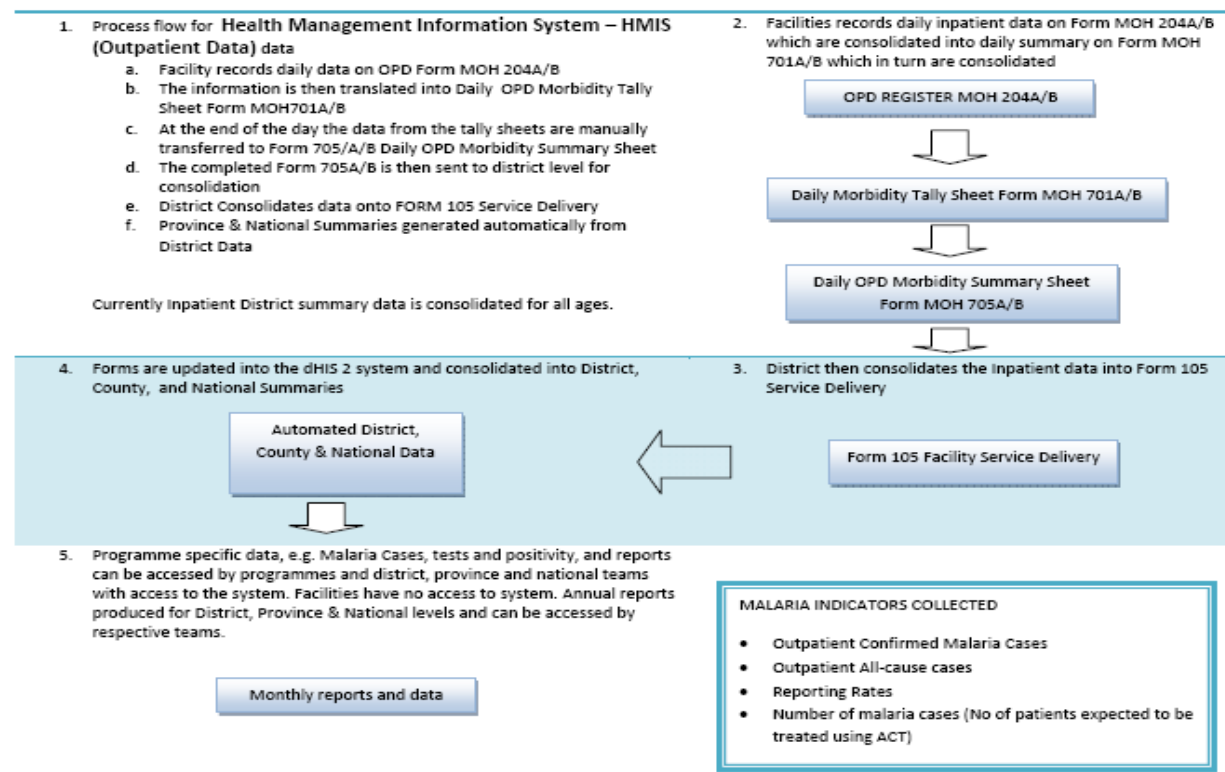 1. Process flow for Health Management Information System – HMIS
(Outpatient Data) data
a. Facility records daily data on OPD Form MOH 204A/B
b. The information is then translated into Daily OPD Morbidity Tally
Sheet Form MOH701A/B
c. At the end of the day the data from the tally sheets are manually
transferred to Form 705/A/B Daily OPD Morbidity Summary Sheet
d. The completed Form 705A/B is then sent to district level for
consolidation
e. District Consolidates data onto FORM 105 Service Delivery
f. Province & National Summaries generated automatically from
District Data
Currently Inpatient District summary data is consolidated for all ages.
2. Facilities records daily inpatient data on Form MOH 204A/B
which are consolidated into daily summary on Form MOH
701A/B which in turn are consolidated
OPD REGISTER MOH 204A/B
Daily Morbidity Tally Sheet Form MOH 701A/B
Daily OPD Morbidity Summary Sheet
Form MOH 705A/B
3. District then consolidates the Inpatient data into Form 105
Service Delivery
Form 105 Facility Service Delivery
4. Forms are updated into the dHIS 2 system and consolidated into District,
County, and National Summaries
Automated District,
County & National Data
5. Programme specific data, e.g. Malaria Cases, tests and positivity, and reports
can be accessed by programmes and district, province and national teams
with access to the system. Facilities have no access to system. Annual reports
produced for District, Province & National levels and can be accessed by
respective teams.
Monthly reports and data
MALARIA INDICATORS COLLECTED
• Outpatient Confirmed Malaria Cases
• Outpatient All-cause cases
• Reporting Rates
• Number of malaria cases (No of patients expected to be
treated using ACT)